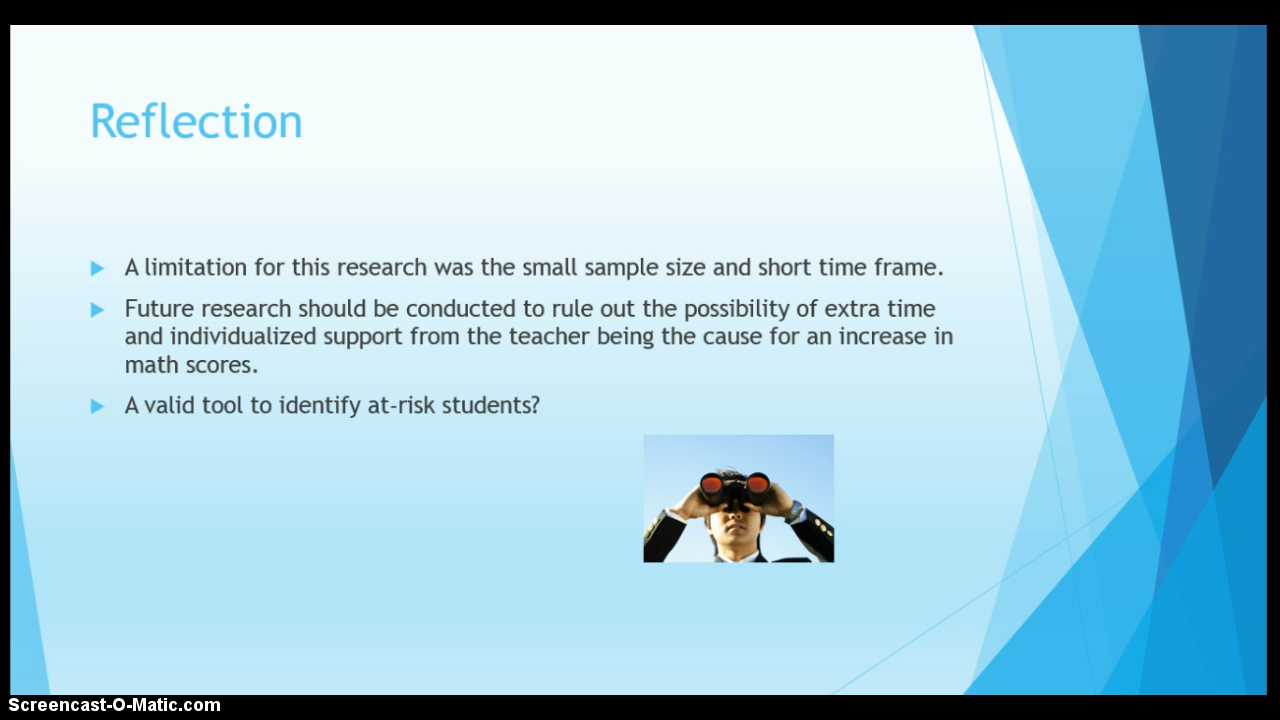 Reflection
A limitation for this research was the small sample size and short time frame.
Future research should be conducted to rule out the possibility of extra time
and individualized support from the teacher being the cause for an increase in
math scores.
A valid tool to identify at-risk students?
Screencast-O-Matic.com